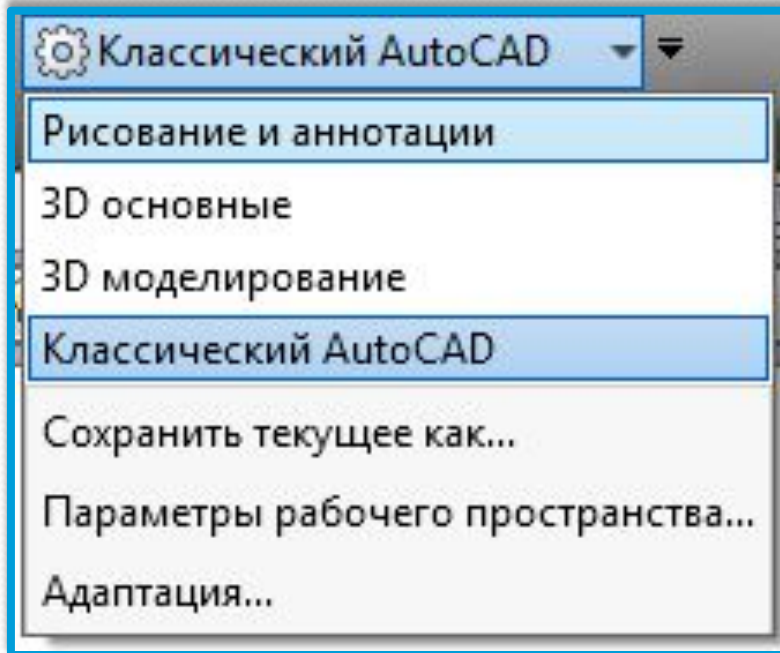 Классический AutoCAD
Рисование и аннотации
3D основные
3D моделирование
Классический AutoCAD
Сохранить текущее как...
Параметры рабочего пространства...
Адаптация...